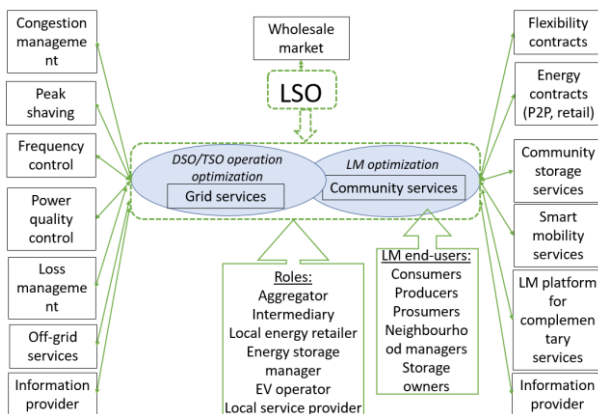 Congestion
manageme
nt
Peak
shaving
Frequency
control
Power
quality
control
Loss
managem
ent
Off-grid
services
Information
provider
Wholesale
market
LSO
DSO/TSO operation
optimization
Grid services
LM optimization
Community services
Roles:
Aggregator
Intermediary
Local energy retailer
Energy storage
manager
EV operator
Local service provider
LM end-users:
Consumers
Producers
Prosumers
Neighbourho
od managers
Storage
owners
Flexibility
contracts
Energy
contracts
(P2P, retail)
Community
storage
services
Smart
mobility
services
LM platform
for
complemen
tary services
Information
provider